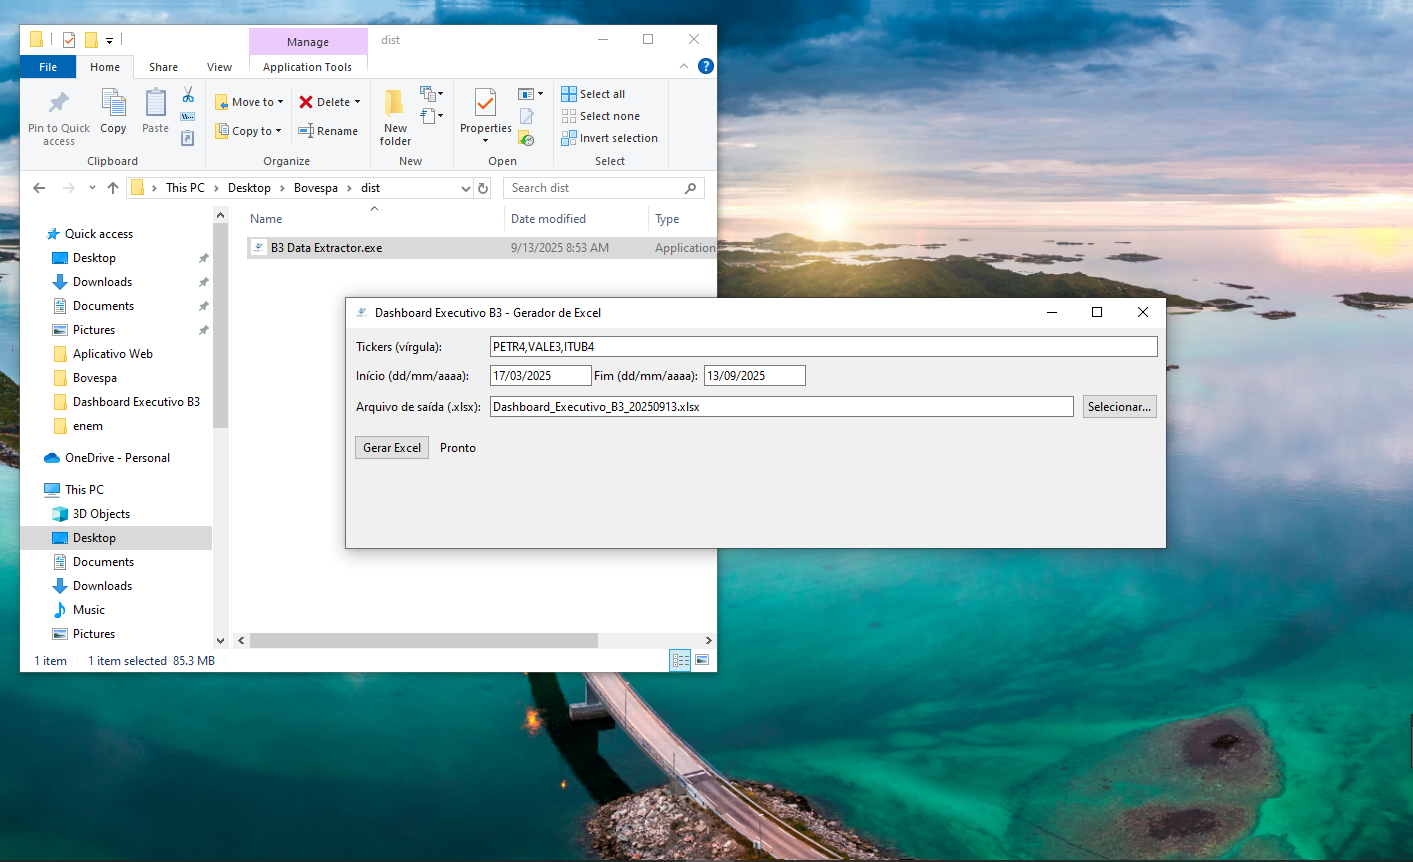 Manage
dist
File
Home
Share
View
Application Tools
Pin to Quick access
Copy
Paste
Clipboard
Move to
Copy to
Delete
Rename
Organize
New folder
New
Properties
Open
Select all
Select none
Invert selection
Select
This PC > Desktop > Bovespa > dist
Search dist
Name
Date modified
Type
B3 Data Extractor.exe
9/13/2025 8:53 AM
Application
Quick access
Desktop
Downloads
Documents
Pictures
Aplicativo Web
Bovespa
Dashboard Executivo B3
enem
OneDrive - Personal
This PC
3D Objects
Desktop
Documents
Downloads
Music
Pictures
1 item
1 item selected 85.3 MB
Dashboard Executivo B3 - Gerador de Excel
Tickers (vírgula): PETR4,VALE3,ITUB4
Início (dd/mm/aaaa): 17/03/2025 Fim (dd/mm/aaaa): 13/09/2025
Arquivo de saída (.xlsx): Dashboard_Executivo_B3_20250913.xlsx Selecionar...
Gerar Excel Pronto